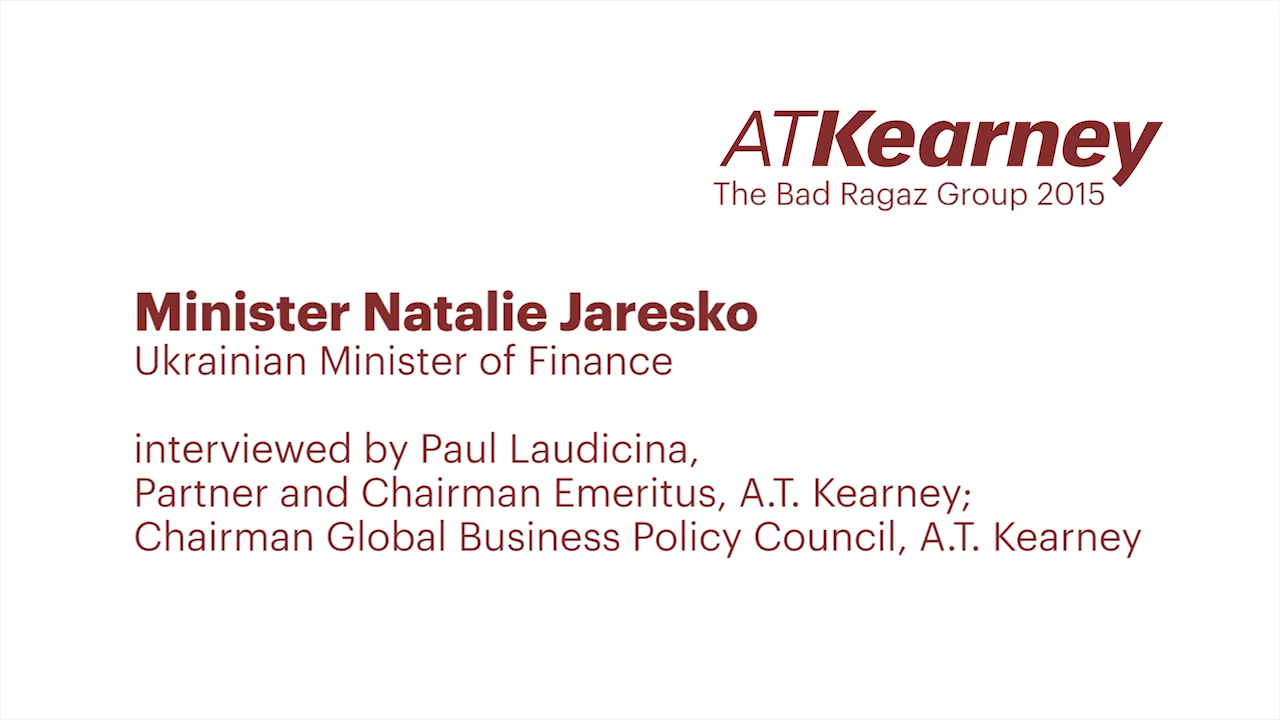 ATKearney
The Bad Ragaz Group 2015
Minister Natalie Jaresko
Ukrainian Minister of Finance
interviewed by Paul Laudicina,
Partner and Chairman Emeritus, A.T. Kearney;
Chairman Global Business Policy Council, A.T. Kearney